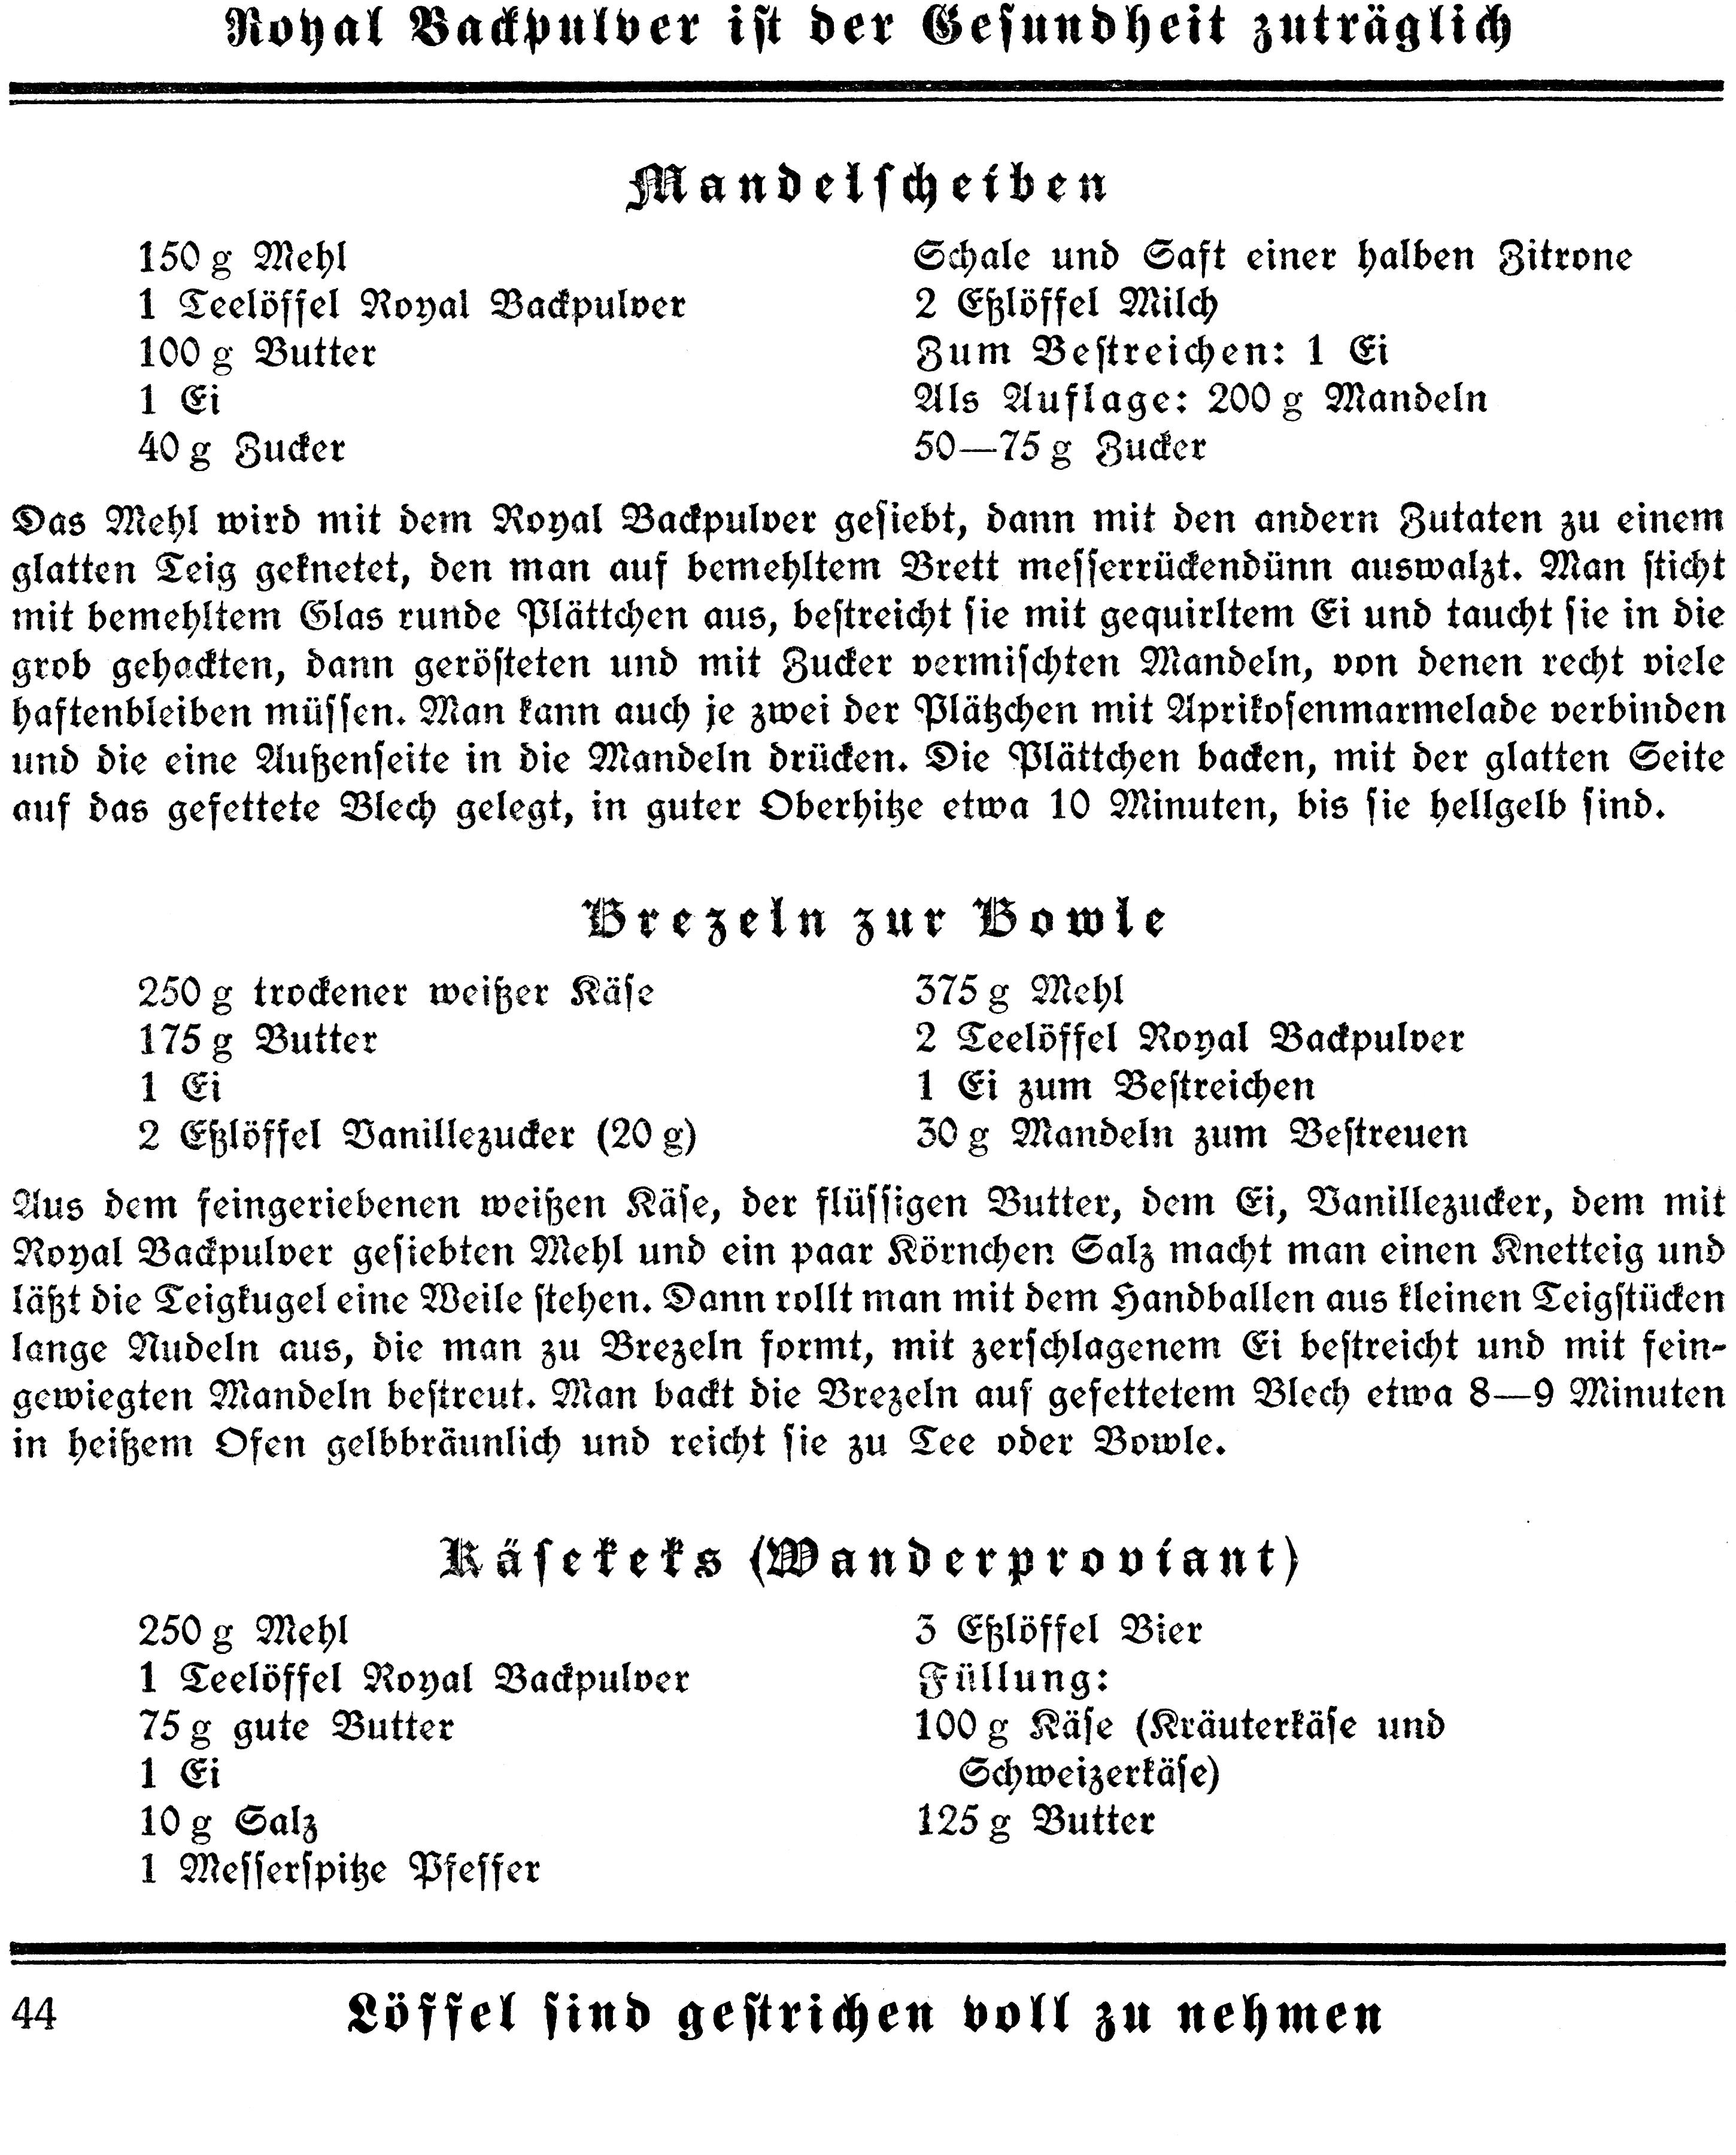 Royal Backpulver ist der Gesundheit zuträglich
Mandelscheiben
150 g Mehl
1 Teelöffel Royal Backpulver
100 g Butter
1 Ei
40 g Zucker
Schale und Saft einer halben Zitrone
2 Eßlöffel Milch
Zum Bestreichen: 1 Ei
Als Auflage: 200 g Mandeln
50—75 g Zucker
Das Mehl wird mit dem Royal Backpulver gesiebt, dann mit den andern Zutaten zu einem
glatten Teig geknetet, den man auf bemehltem Brett messerrückendünn auswalzt. Man sticht
mit bemehltem Glas runde Plättchen aus, bestreicht sie mit gequirltem Ei und taucht sie in die
grob gehackten, dann gerösteten und mit Zucker vermischten Mandeln, von denen recht viele
haftenbleiben müssen. Man kann auch je zwei der Plätzchen mit Aprikosenmarmelade verbinden
und die eine Außenseite in die Mandeln drücken. Die Plättchen backen, mit der glatten Seite
auf das gefettete Blech gelegt, in guter Oberhitze etwa 10 Minuten, bis sie hellgelb sind.
Brezeln zur Bowle
250 g trockener weißer Käse
175 g Butter
1 Ei
2 Eßlöffel Vanillezucker (20 g)
375 g Mehl
2 Teelöffel Royal Backpulver
1 Ei zum Bestreichen
30 g Mandeln zum Bestreuen
Aus dem feingeriebenen weißen Käse, der flüssigen Butter, dem Ei, Vanillezucker, dem mit
Royal Backpulver gesiebten Mehl und ein paar Körnchen Salz macht man einen Knetteig und
läßt die Teigkugel eine Weile stehen. Dann rollt man mit dem Handballen aus kleinen Teigstücken
lange Nudeln aus, die man zu Brezeln formt, mit zerschlagenem Ei bestreicht und mit fein-
gewiegten Mandeln bestreut. Man backt die Brezeln auf gefettetem Blech etwa 8—9 Minuten
in heißem Ofen gelbbräunlich und reicht sie zu Tee oder Bowle.
Käsekeks (Wanderproviant)
250 g Mehl
1 Teelöffel Royal Backpulver
75 g gute Butter
1 Ei
10 g Salz
1 Messerspitze Pfeffer
3 Eßlöffel Bier
Füllung:
100 g Käse (Kräuterkäse und
Schweizerkäse)
125 g Butter
44 Löffel sind gestrichen voll zu nehmen